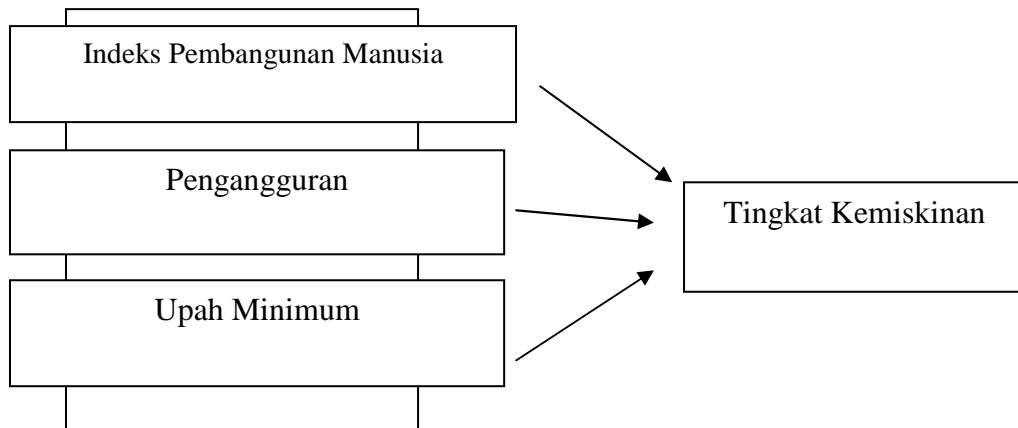 Indeks Pembangunan Manusia
Pengangguran
Tingkat Kemiskinan
Upah Minimum